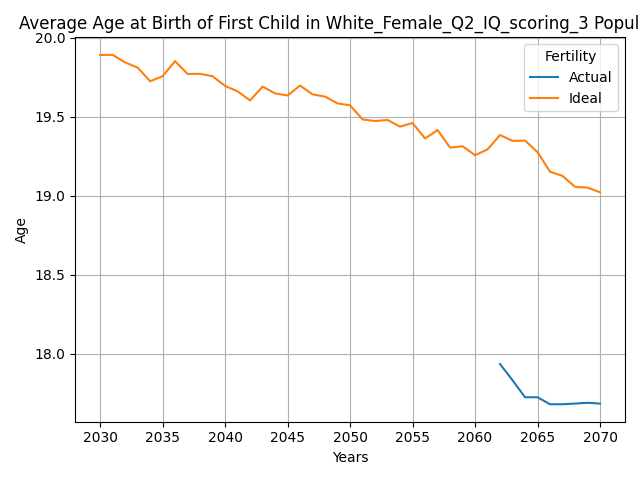 Average Age at Birth of First Child in White_Female_Q2_IQ_scoring_3 Popul
20.0
19.5
19.0
18.5
18.0
Age
Fertility
Actual
Ideal
2030 2035 2040 2045 2050 2055 2060 2065 2070
Years